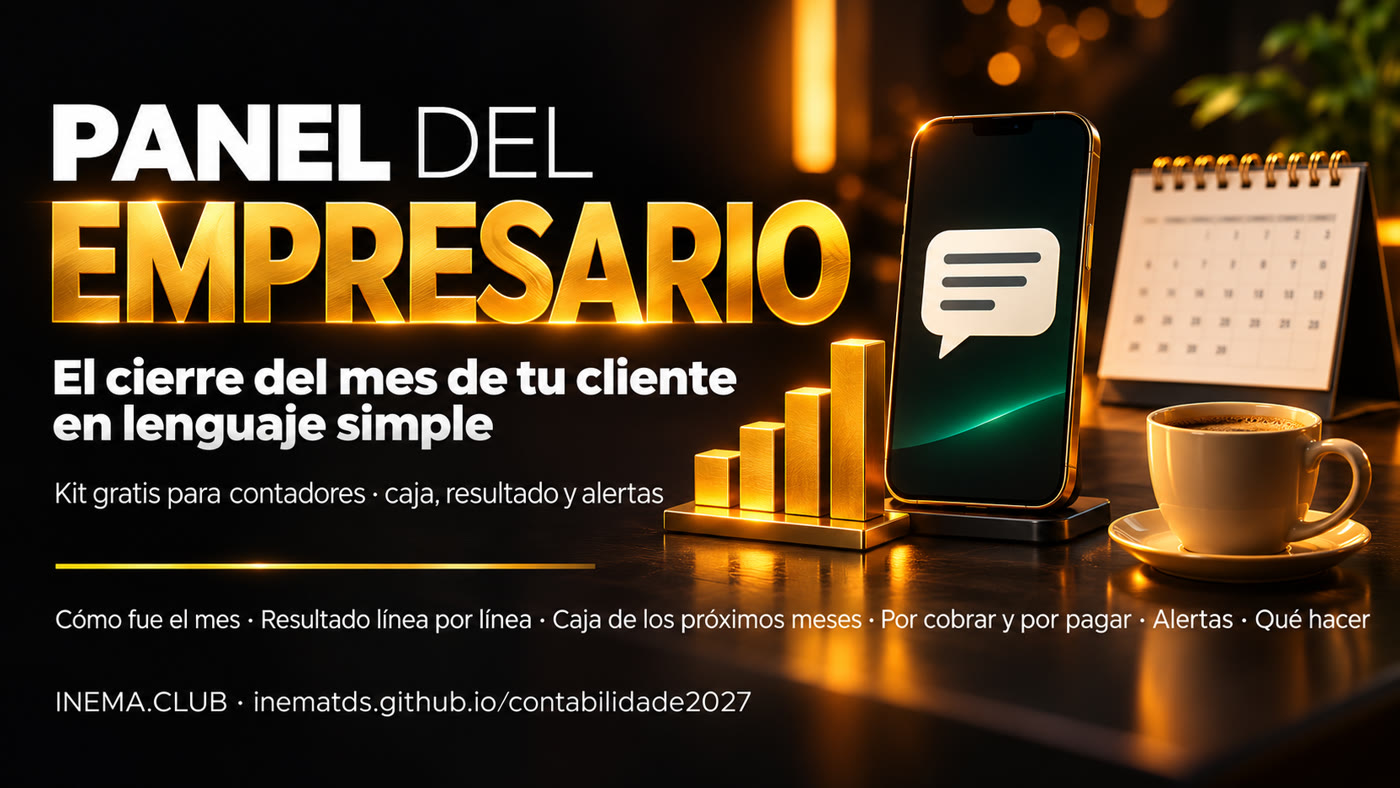 PANEL DEL
EMPRESARIO
El cierre del mes de tu cliente
en lenguaje simple
Kit gratis para contadores · caja, resultado y alertas
Cómo fue el mes · Resultado línea por línea · Caja de los próximos meses · Por cobrar y por pagar · Alertas · Qué hacer
INEMA.CLUB · inematds.github.io/contabilidade2027